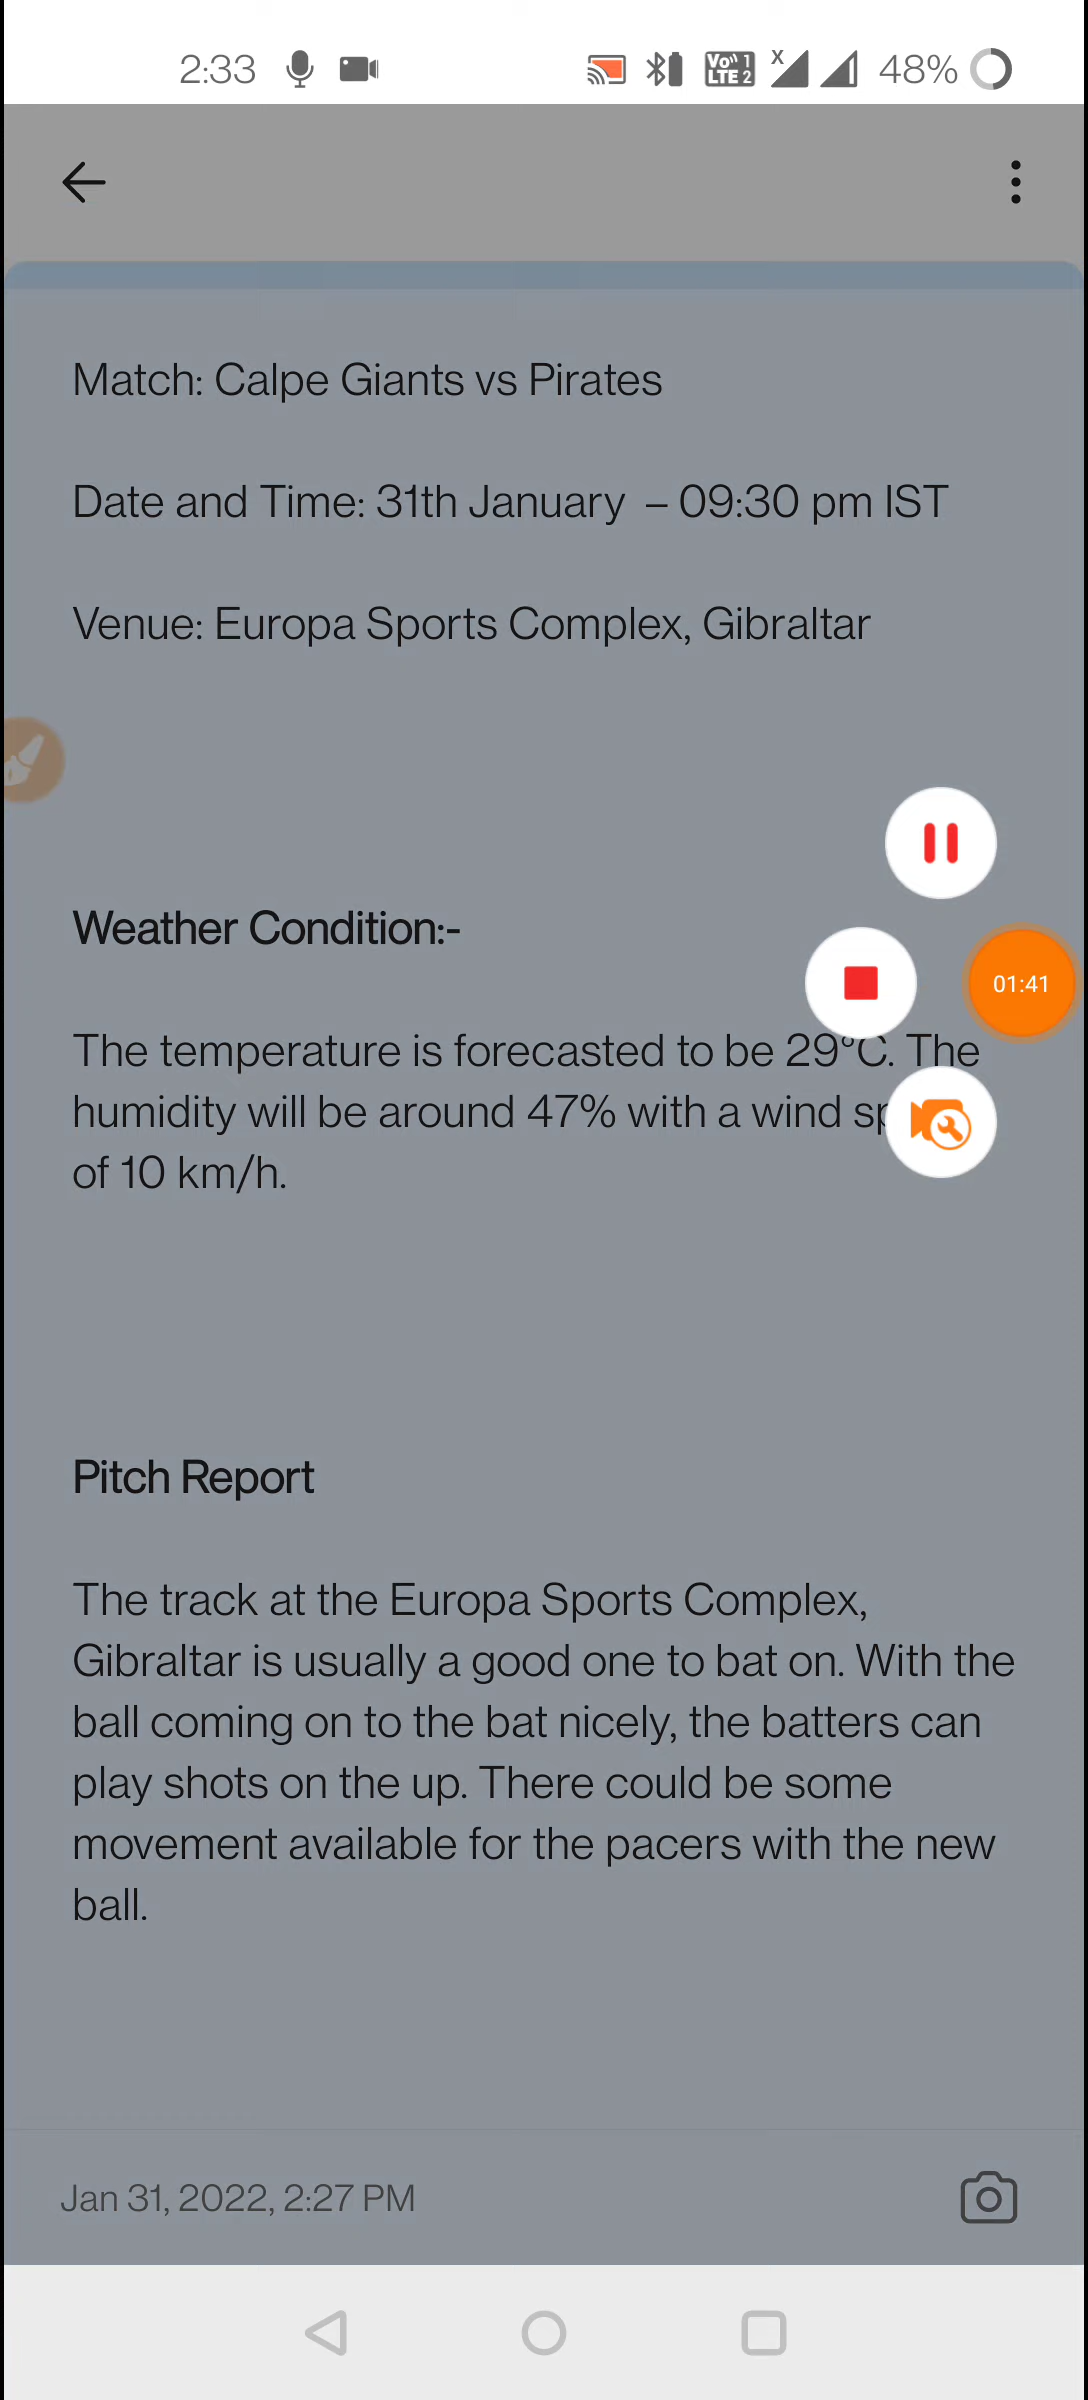 2:33
Vo)) 1
LTE 2
x
48%
Match: Calpe Giants vs Pirates
Date and Time: 31th January – 09:30 pm IST
Venue: Europa Sports Complex, Gibraltar
Weather Condition:-
01:41
The temperature is forecasted to be 29°C. The
humidity will be around 47% with a wind
of 10 km/h.
Pitch Report
The track at the Europa Sports Complex,
Gibraltar is usually a good one to bat on. With the
ball coming on to the bat nicely, the batters can
play shots on the up. There could be some
movement available for the pacers with the new
ball.
Jan 31, 2022, 2:27 PM